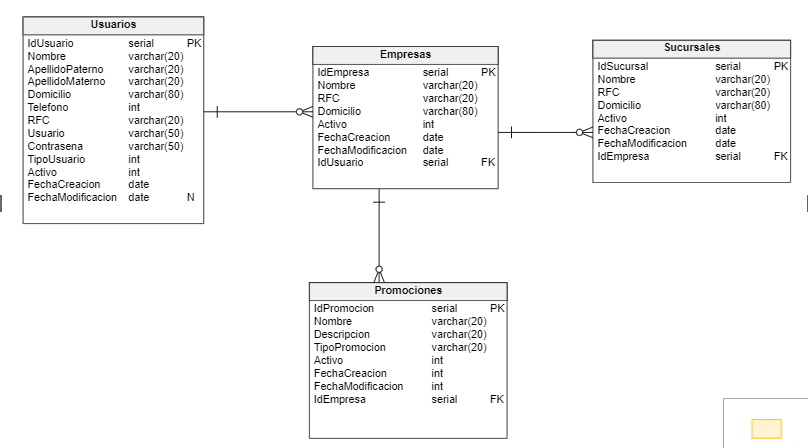 Usuarios
IdUsuario serial PK
Nombre varchar(20)
ApellidoPaterno varchar(20)
ApellidoMaterno varchar(20)
Domicilio varchar(80)
Telefono int
RFC varchar(20)
Usuario varchar(50)
Contrasena varchar(50)
TipoUsuario int
Activo int
FechaCreacion date
FechaModificacion date N
Empresas
IdEmpresa serial PK
Nombre varchar(20)
RFC varchar(20)
Domicilio varchar(80)
Activo int
FechaCreacion date
FechaModificacion date
IdUsuario serial FK
Sucursales
IdSucursal serial PK
Nombre varchar(20)
RFC varchar(20)
Domicilio varchar(80)
Activo int
FechaCreacion date
FechaModificacion date
IdEmpresa serial FK
Promociones
IdPromocion serial PK
Nombre varchar(20)
Descripcion varchar(20)
TipoPromocion varchar(20)
Activo int
FechaCreacion int
FechaModificacion int
IdEmpresa serial FK